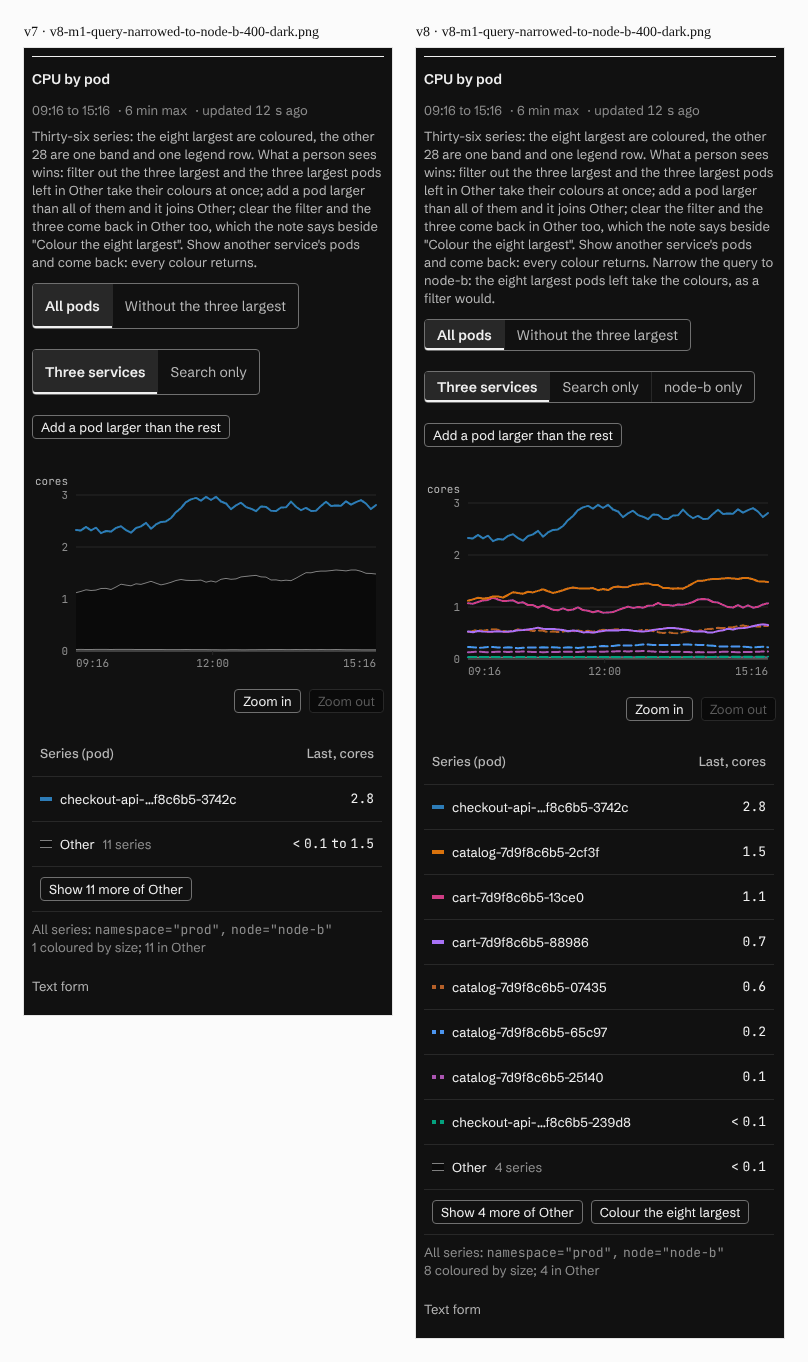 v7 · v8-m1-query-narrowed-to-node-b-400-dark.png
CPU by pod
09:16 to 15:16 · 6 min max · updated 12 s ago
Thirty-six series: the eight largest are coloured, the other
28 are one band and one legend row. What a person sees
wins: filter out the three largest and the three largest pods
left in Other take their colours at once; add a pod larger
than all of them and it joins Other; clear the filter and the
three come back in Other too, which the note says beside
"Colour the eight largest". Show another service's pods
and come back: every colour returns.
All pods
Without the three largest
Three services
Search only
Add a pod larger than the rest
cores
3
2
1
0
09:16
12:00
15:16
Zoom in
Zoom out
Series (pod)
Last, cores
checkout-api-...f8c6b5-3742c
2.8
Other 11 series
< 0.1 to 1.5
Show 11 more of Other
All series: namespace="prod", node="node-b"
1 coloured by size; 11 in Other
Text form
v8 · v8-m1-query-narrowed-to-node-b-400-dark.png
CPU by pod
09:16 to 15:16 · 6 min max · updated 12 s ago
Thirty-six series: the eight largest are coloured, the other
28 are one band and one legend row. What a person sees
wins: filter out the three largest and the three largest pods
left in Other take their colours at once; add a pod larger
than all of them and it joins Other; clear the filter and the
three come back in Other too, which the note says beside
"Colour the eight largest". Show another service's pods
and come back: every colour returns. Narrow the query to
node-b: the eight largest pods left take the colours, as a
filter would.
All pods
Without the three largest
Three services
Search only
node-b only
Add a pod larger than the rest
cores
3
2
1
0
09:16
12:00
15:16
Zoom in
Zoom out
Series (pod)
Last, cores
checkout-api-...f8c6b5-3742c
2.8
catalog-7d9f8c6b5-2cf3f
1.5
cart-7d9f8c6b5-13ce0
1.1
cart-7d9f8c6b5-88986
0.7
catalog-7d9f8c6b5-07435
0.6
catalog-7d9f8c6b5-65c97
0.2
catalog-7d9f8c6b5-25140
0.1
checkout-api-...f8c6b5-239d8
< 0.1
Other 4 series
< 0.1
Show 4 more of Other
Colour the eight largest
All series: namespace="prod", node="node-b"
8 coloured by size; 4 in Other
Text form